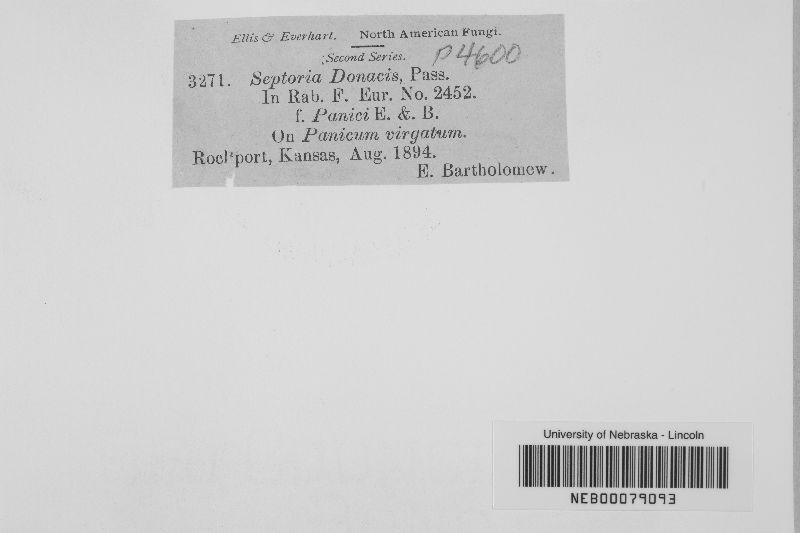 Ellis & Everhart. North American Fungi.
Second Series. P4600
3271. Septoria Donacis, Pass.
In Rab. F. Eur. No. 2452.
f. Panici E. &. B.
On Panicum virgatum.
Rockport, Kansas, Aug. 1894.
E. Bartholomew.
University of Nebraska - Lincoln
NEB00079093